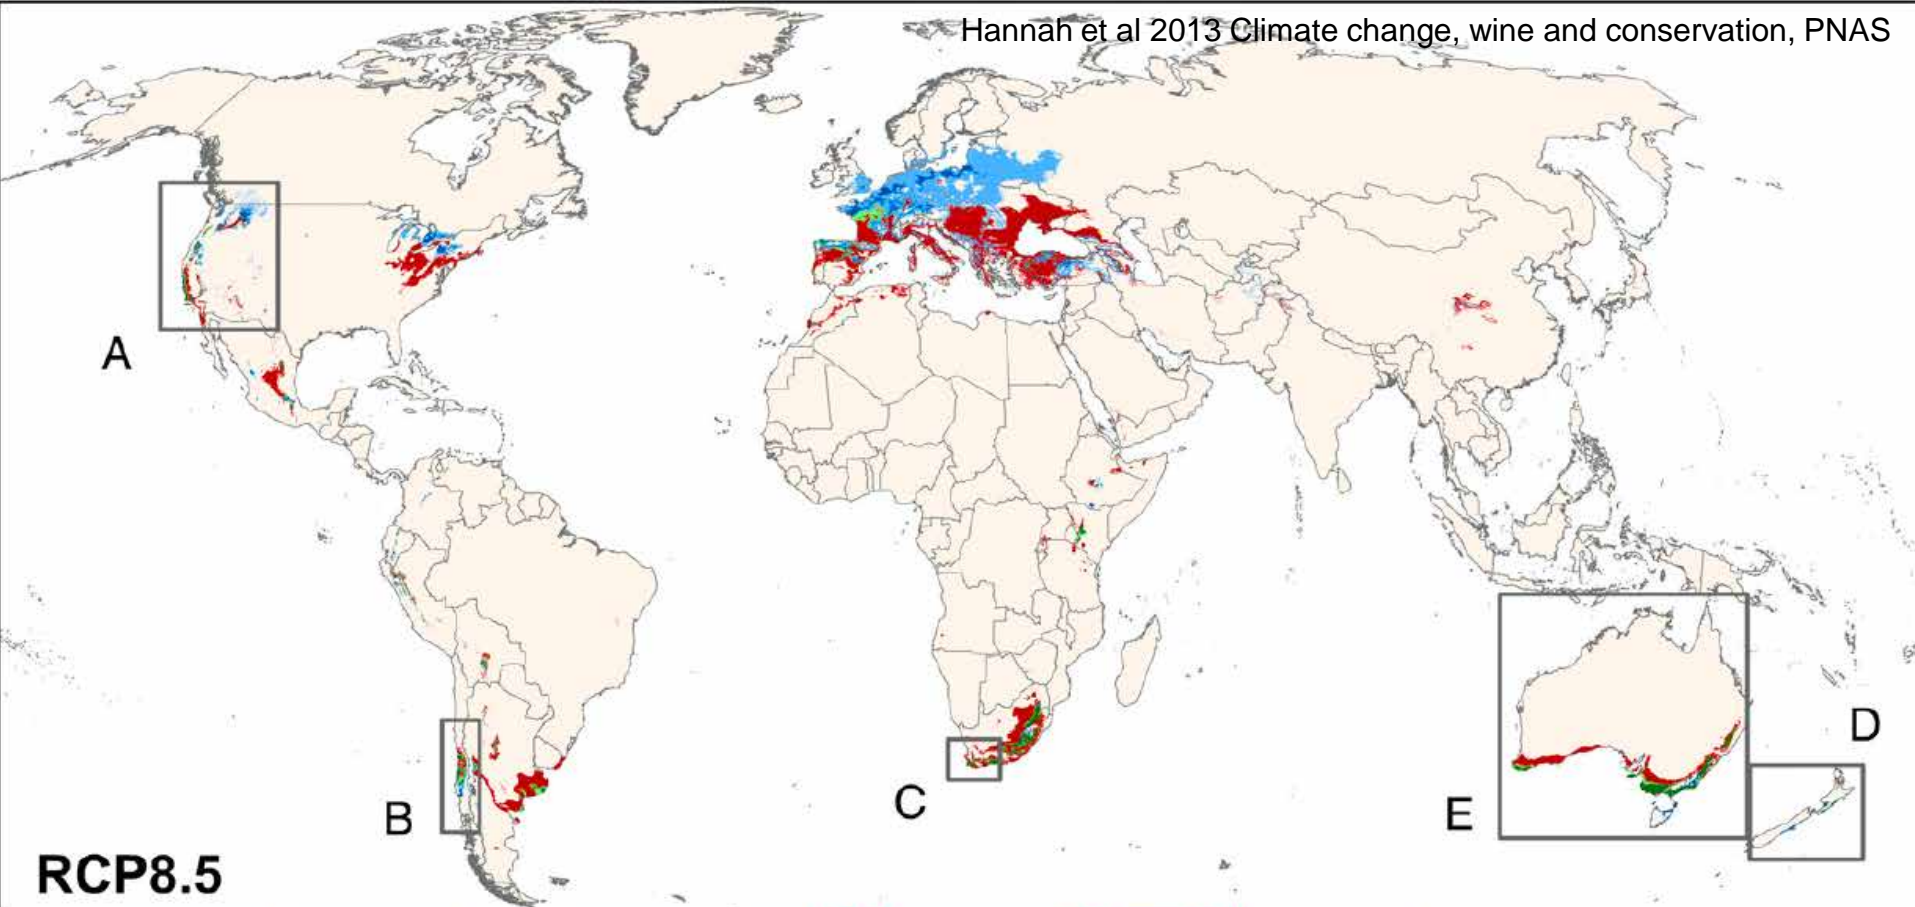 Hannah et al 2013 Climate change, wine and conservation, PNAS
A
D
B
C
E
RCP8.5